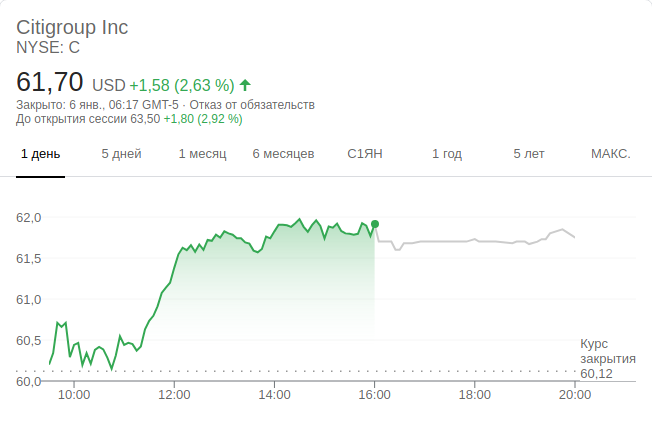 Citigroup Inc
NYSE: C
61,70 USD +1,58 (2,63 %)
Закрыто: 6 янв., 06:17 GMT-5 · Отказ от обязательств
До открытия сессии 63,50 +1,80 (2,92 %)
1 день 5 дней 1 месяц 6 месяцев С1ЯН 1 год 5 лет МАКС.
62,0
61,5
61,0
60,5
60,0
Курс
закрытия
60,12
10:00 12:00 14:00 16:00 18:00 20:00